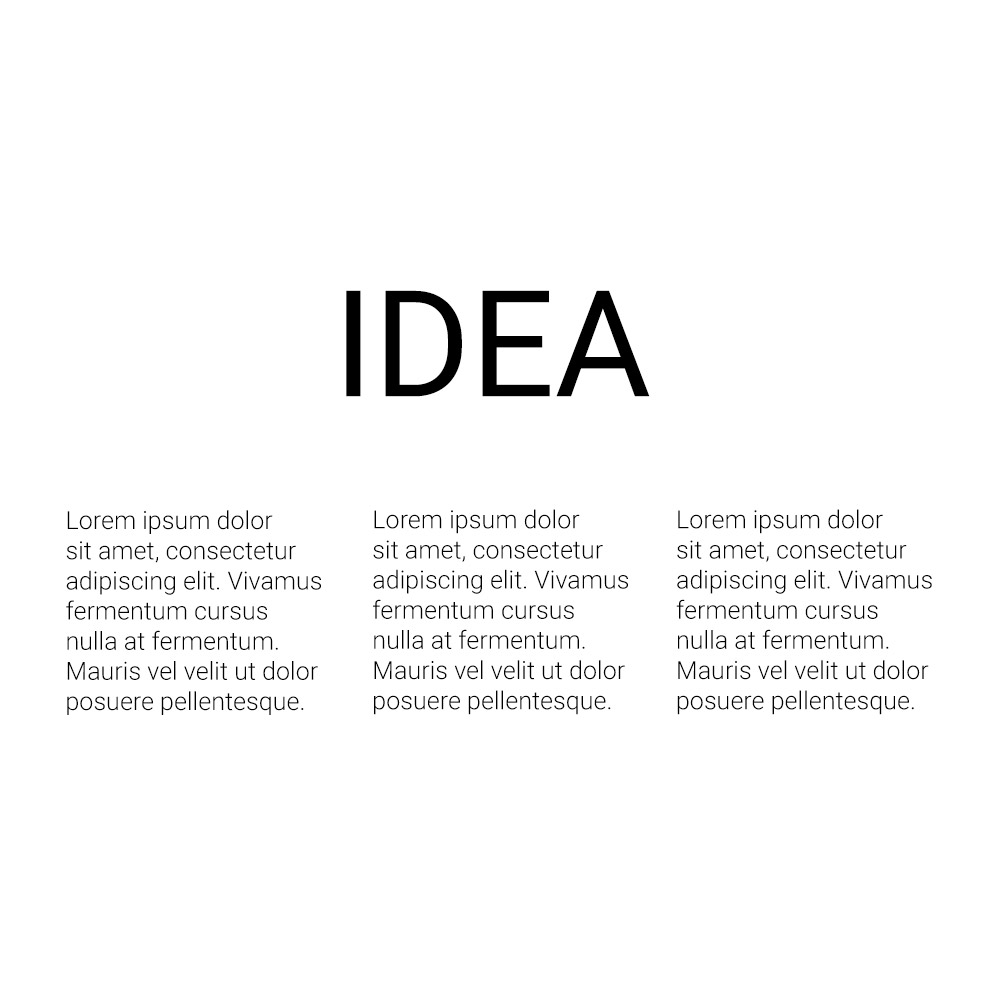 IDEA
Lorem ipsum dolor
sit amet, consectetur
adipiscing elit. Vivamus
fermentum cursus
nulla at fermentum.
Mauris vel velit ut dolor
posuere pellentesque.
Lorem ipsum dolor
sit amet, consectetur
adipiscing elit. Vivamus
fermentum cursus
nulla at fermentum.
Mauris vel velit ut dolor
posuere pellentesque.
Lorem ipsum dolor
sit amet, consectetur
adipiscing elit. Vivamus
fermentum cursus
nulla at fermentum.
Mauris vel velit ut dolor
posuere pellentesque.